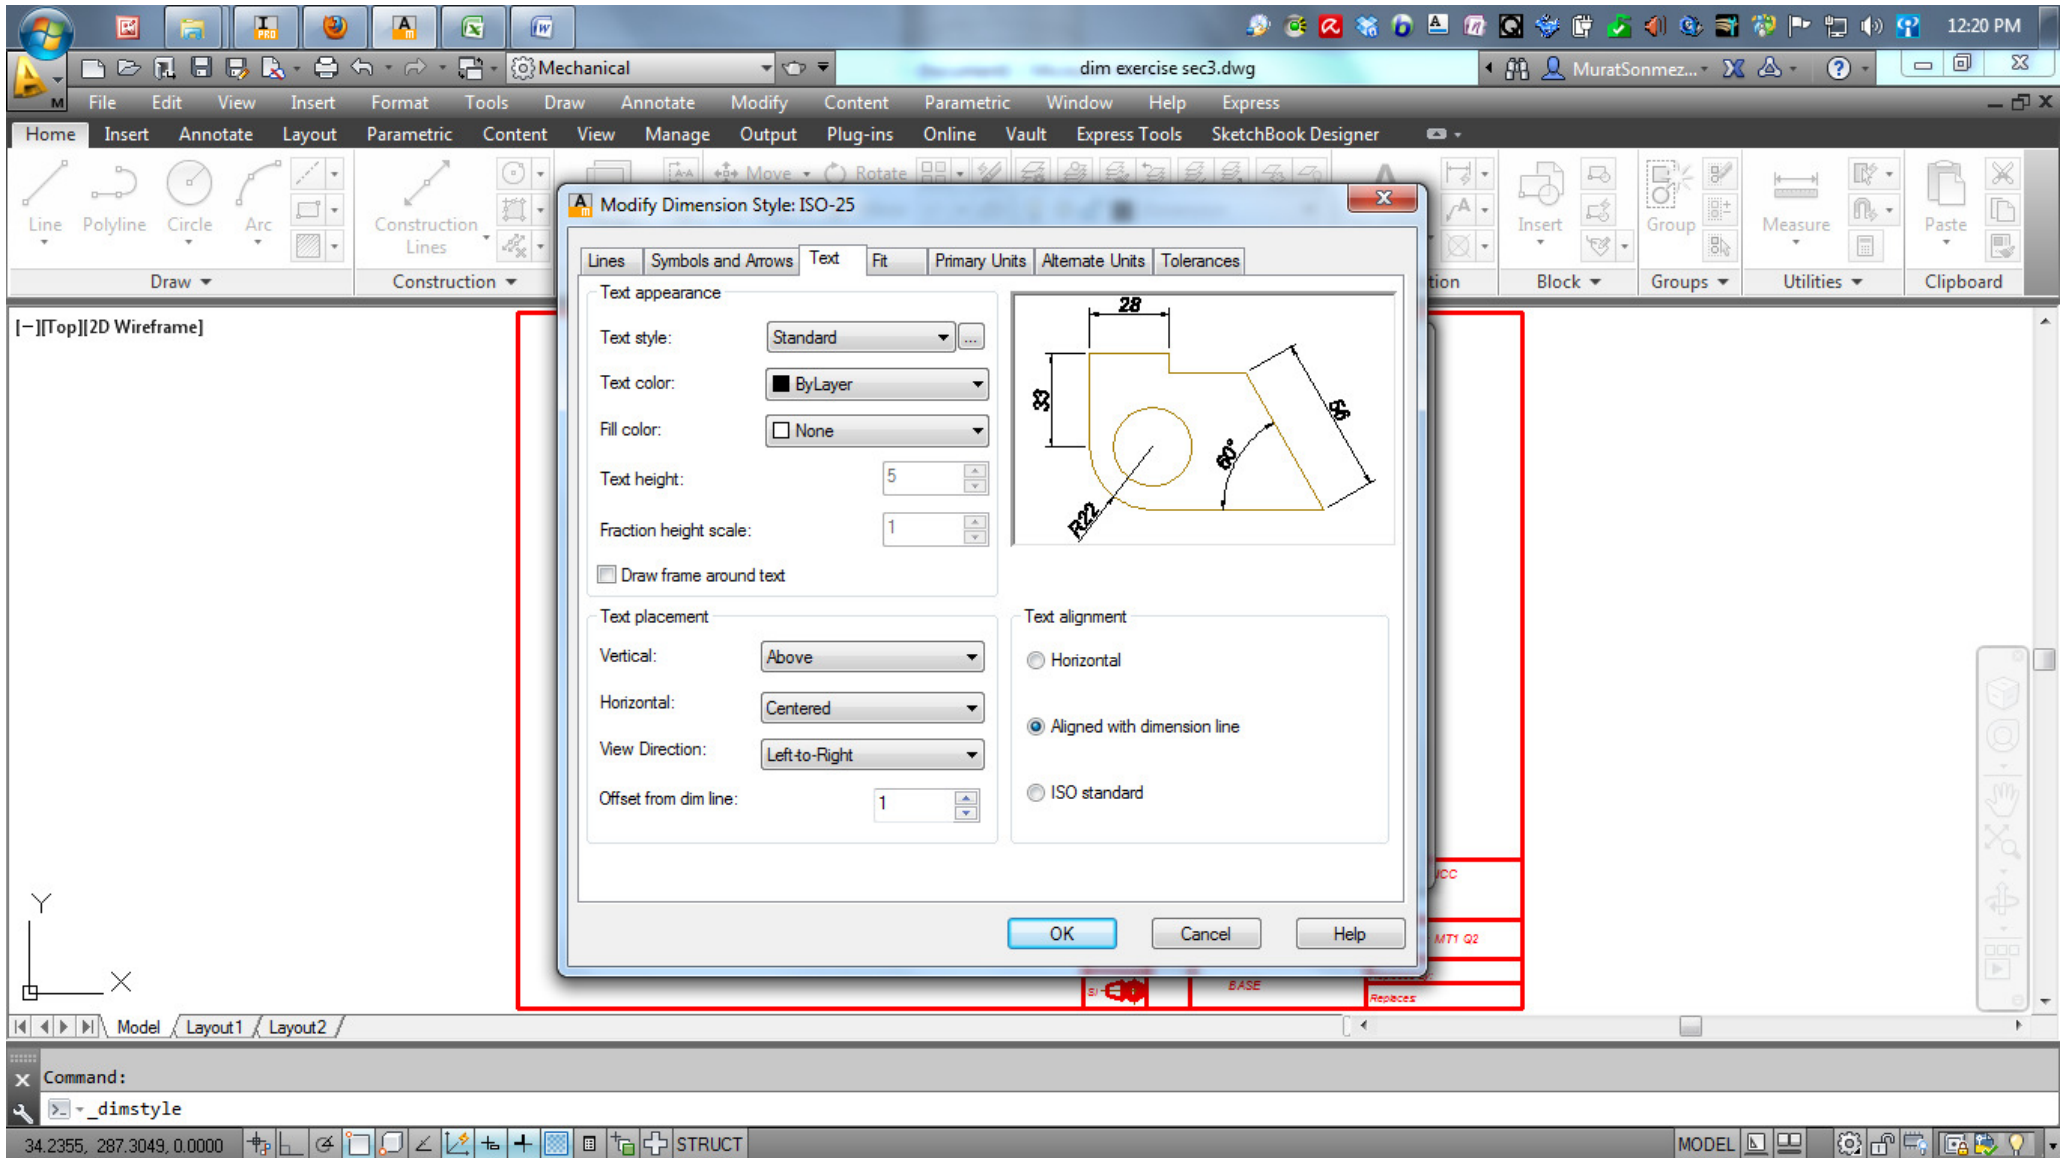 12:20 PM
Mechanical
dim exercise sec3.dwg
MuratSonmez...
M
File Edit View Insert Format Tools Draw Annotate Modify Content Parametric Window Help Express
Home Insert Annotate Layout Parametric Content View Manage Output Plug-ins Online Vault Express Tools SketchBook Designer
Move Rotate
Line Polyline Circle Arc Construction Lines Insert Group Measure Paste
Draw Construction tion Block Groups Utilities Clipboard
[−][Top][2D Wireframe]
Modify Dimension Style: ISO-25
Lines Symbols and Arrows Text Fit Primary Units Alternate Units Tolerances
Text appearance
Text style: Standard ...
Text color: ByLayer
Fill color: None
Text height: 5
Fraction height scale: 1
Draw frame around text
28
33
60°
R22
Text placement
Vertical: Above
Horizontal: Centered
View Direction: Left-to-Right
Offset from dim line: 1
Text alignment
Horizontal
Aligned with dimension line
ISO standard
OK Cancel Help
MT1 Q2
BASE
Replaces:
Y
X
Model Layout1 Layout2
Command:
_dimstyle
34.2355, 287.3049, 0.0000 STRUCT MODEL